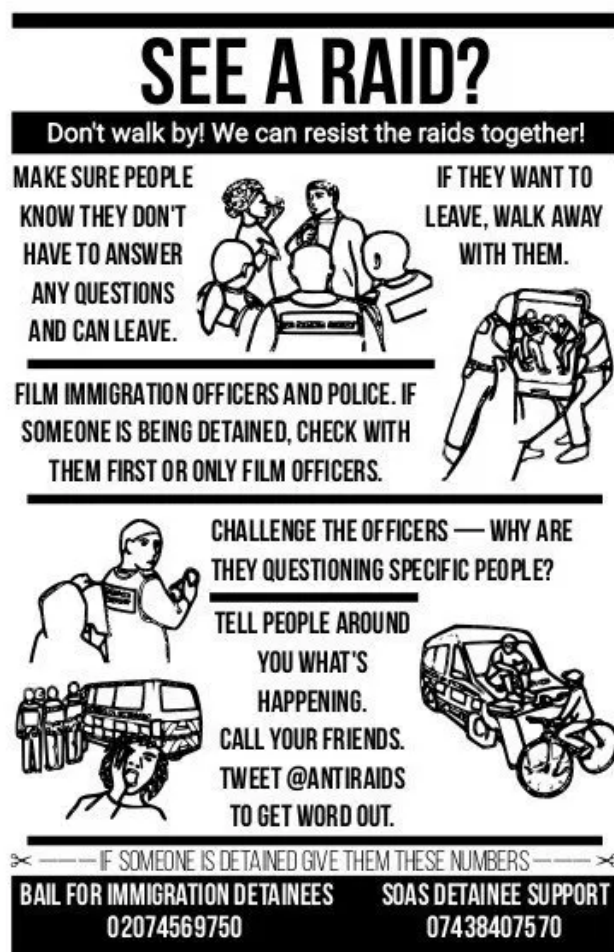 SEE A RAID?
Don't walk by! We can resist the raids together!
MAKE SURE PEOPLE
KNOW THEY DON'T
HAVE TO ANSWER
ANY QUESTIONS
AND CAN LEAVE.
IF THEY WANT TO
LEAVE, WALK AWAY
WITH THEM.
FILM IMMIGRATION OFFICERS AND POLICE. IF
SOMEONE IS BEING DETAINED, CHECK WITH
THEM FIRST OR ONLY FILM OFFICERS.
CHALLENGE THE OFFICERS — WHY ARE
THEY QUESTIONING SPECIFIC PEOPLE?
TELL PEOPLE AROUND
YOU WHAT'S
HAPPENING.
CALL YOUR FRIENDS.
TWEET @ANTIRAIDS
TO GET WORD OUT.
IF SOMEONE IS DETAINED GIVE THEM THESE NUMBERS
BAIL FOR IMMIGRATION DETAINEES
02074569750
SOAS DETAINEE SUPPORT
07438407570